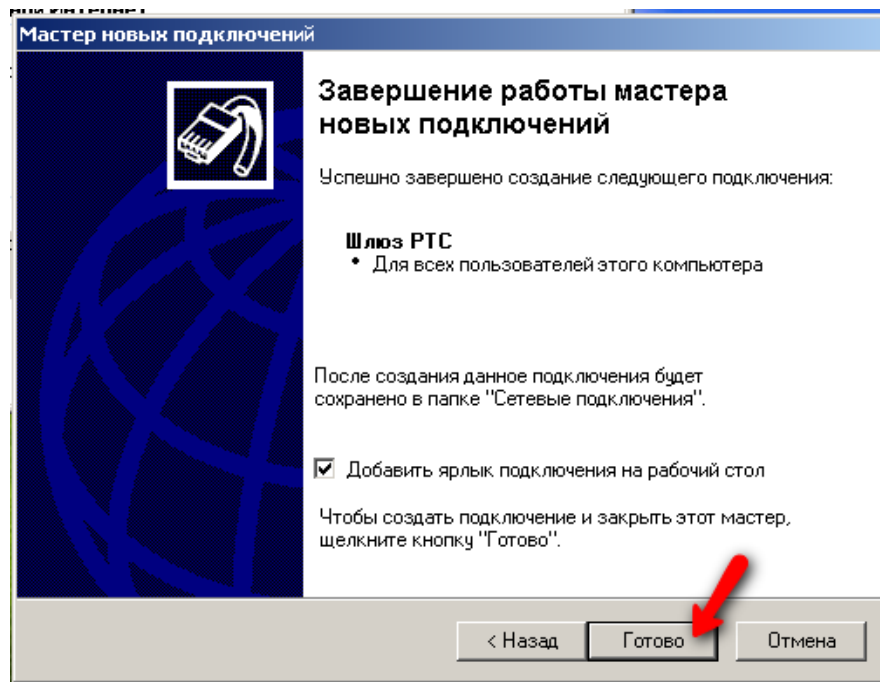 Мастер новых подключений
Завершение работы мастера
новых подключений
Успешно завершено создание следующего подключения:
Шлюз РТС
• Для всех пользователей этого компьютера
После создания данное подключения будет
сохранено в папке "Сетевые подключения".
Добавить ярлык подключения на рабочий стол
Чтобы создать подключение и закрыть этот мастер,
щелкните кнопку "Готово".
< Назад
Готово
Отмена